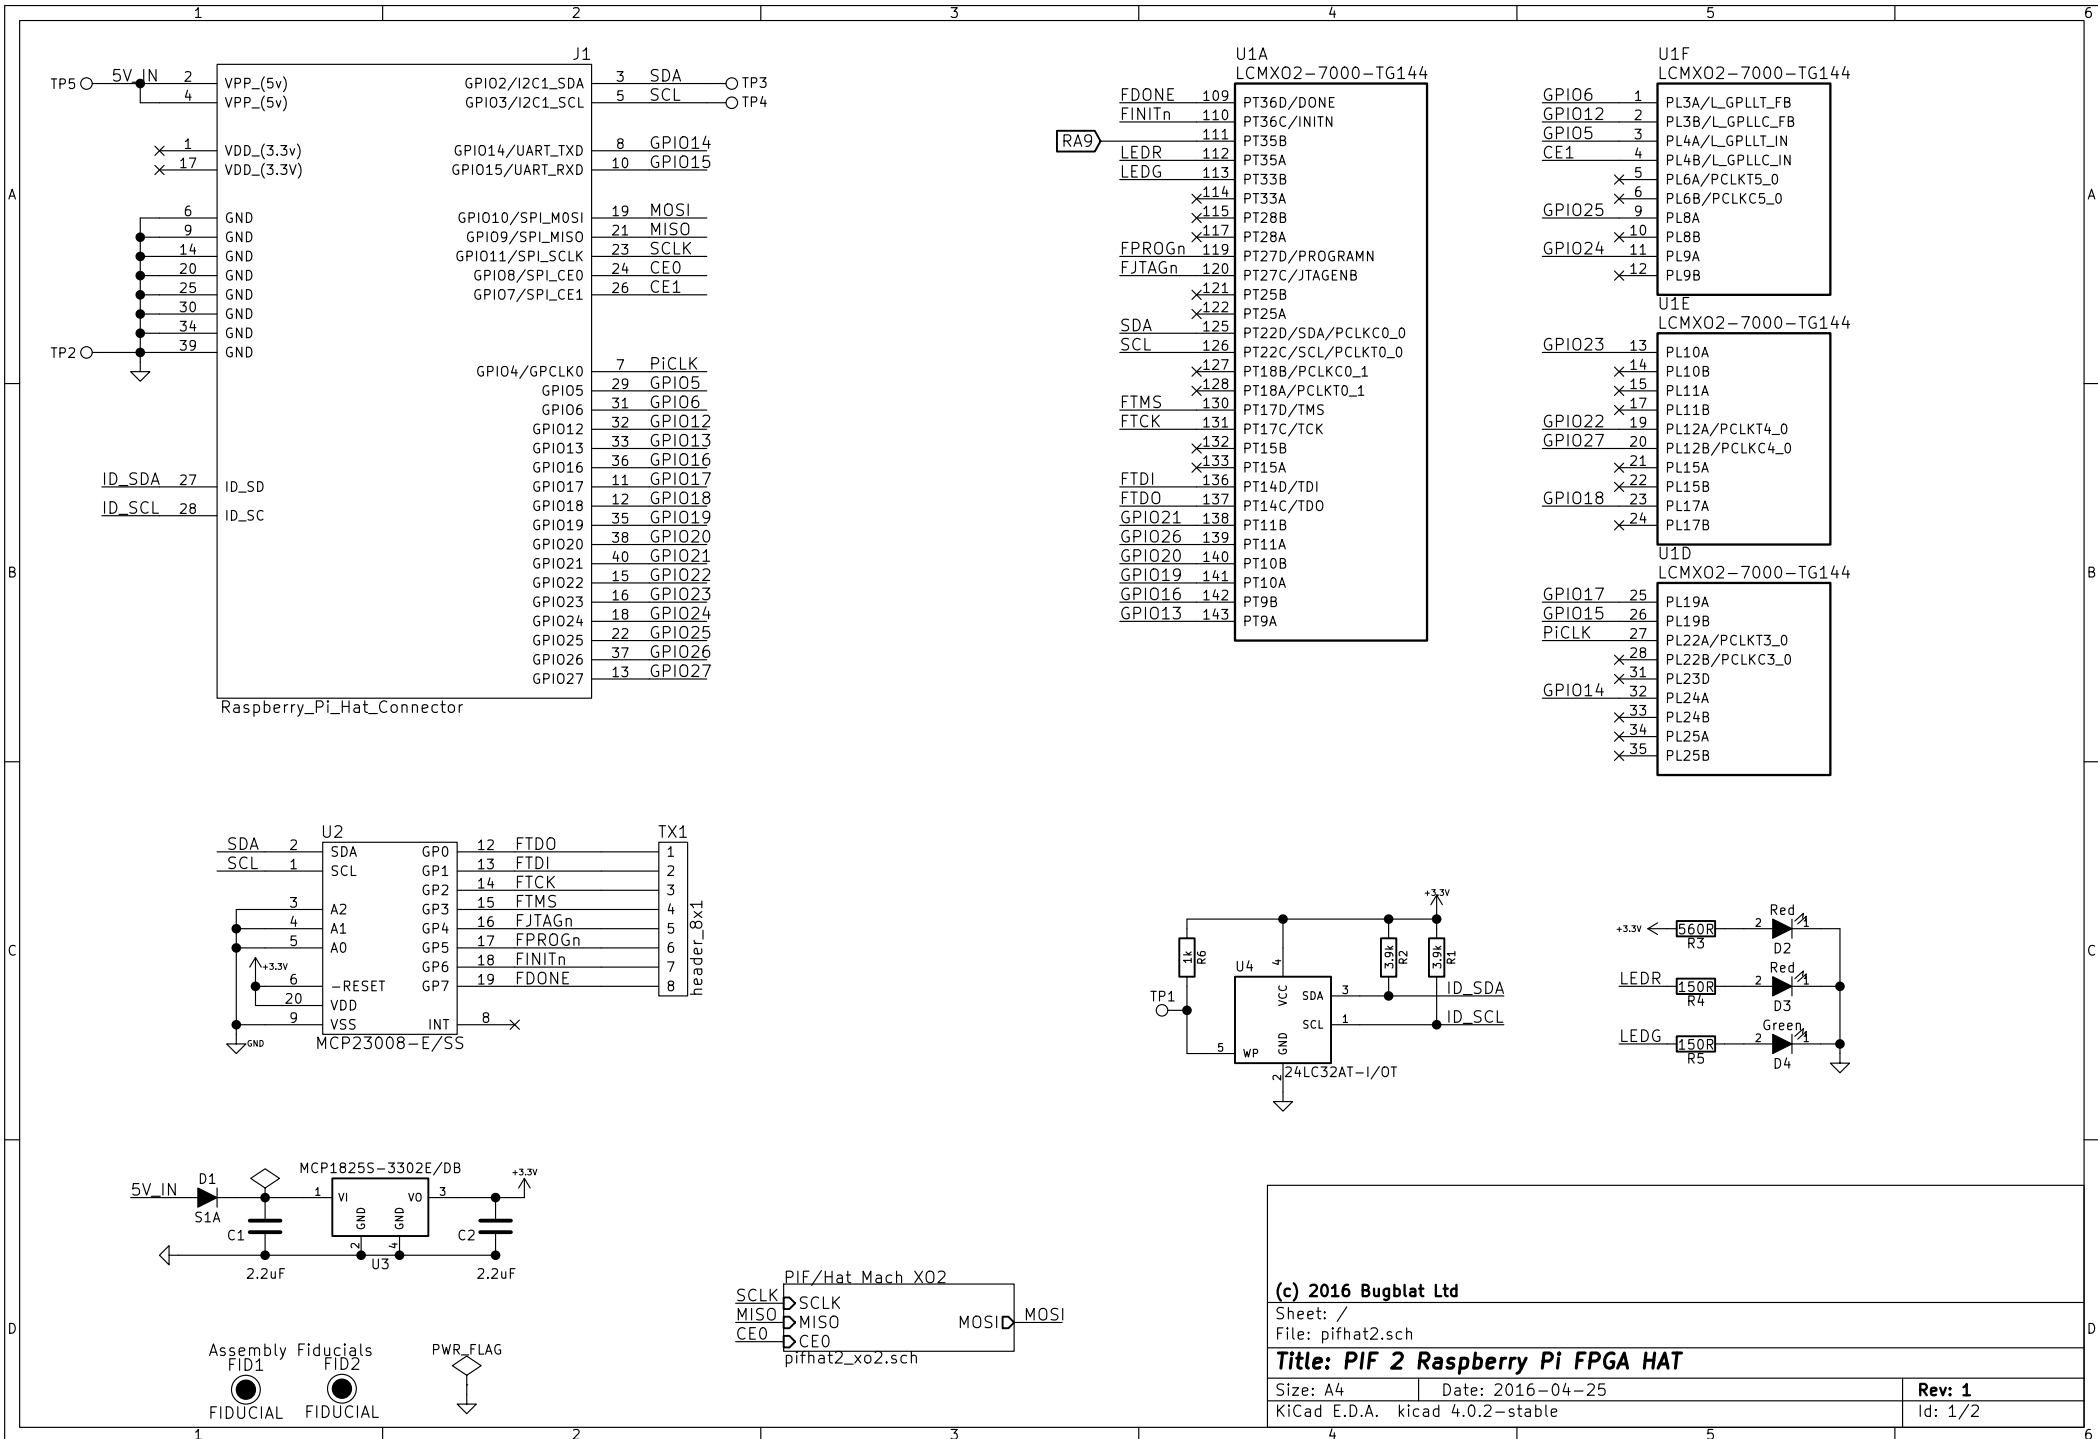 1 2 3 4 5 6
A
B
C
D
J1
TP5 5V_IN 2 VPP_(5v) GPIO2/I2C1_SDA 3 SDA TP3
4 VPP_(5v) GPIO3/I2C1_SCL 5 SCL TP4
1 VDD_(3.3v) GPIO14/UART_TXD 8 GPIO14
17 VDD_(3.3V) GPIO15/UART_RXD 10 GPIO15
6 GND GPIO10/SPI_MOSI 19 MOSI
9 GND GPIO9/SPI_MISO 21 MISO
14 GND GPIO11/SPI_SCLK 23 SCLK
20 GND GPIO8/SPI_CE0 24 CE0
25 GND GPIO7/SPI_CE1 26 CE1
30 GND
34 GND
TP2 39 GND
GPIO4/GPCLK0 7 PiCLK
GPIO5 29 GPIO5
GPIO6 31 GPIO6
GPIO12 32 GPIO12
GPIO13 33 GPIO13
GPIO16 36 GPIO16
ID_SDA 27 ID_SD GPIO17 11 GPIO17
GPIO18 12 GPIO18
ID_SCL 28 ID_SC GPIO19 35 GPIO19
GPIO20 38 GPIO20
GPIO21 40 GPIO21
GPIO22 15 GPIO22
GPIO23 16 GPIO23
GPIO24 18 GPIO24
GPIO25 22 GPIO25
GPIO26 37 GPIO26
GPIO27 13 GPIO27
Raspberry_Pi_Hat_Connector
U1A
LCMXO2-7000-TG144
FDONE 109 PT36D/DONE
FINITn 110 PT36C/INITN
RA9 111 PT35B
LEDR 112 PT35A
LEDG 113 PT33B
114 PT33A
115 PT28B
117 PT28A
FPROGn 119 PT27D/PROGRAMN
FJTAGn 120 PT27C/JTAGENB
121 PT25B
122 PT25A
SDA 125 PT22D/SDA/PCLKC0_0
SCL 126 PT22C/SCL/PCLKT0_0
127 PT18B/PCLKC0_1
128 PT18A/PCLKT0_1
FTMS 130 PT17D/TMS
FTCK 131 PT17C/TCK
132 PT15B
133 PT15A
FTDI 136 PT14D/TDI
FTDO 137 PT14C/TDO
GPIO21 138 PT11B
GPIO26 139 PT11A
GPIO20 140 PT10B
GPIO19 141 PT10A
GPIO16 142 PT9B
GPIO13 143 PT9A
U1F
LCMXO2-7000-TG144
GPIO6 1 PL3A/L_GPLLT_FB
GPIO12 2 PL3B/L_GPLLC_FB
GPIO5 3 PL4A/L_GPLLT_IN
CE1 4 PL4B/L_GPLLC_IN
5 PL6A/PCLKT5_0
6 PL6B/PCLKC5_0
GPIO25 9 PL8A
10 PL8B
GPIO24 11 PL9A
12 PL9B
U1E
LCMXO2-7000-TG144
GPIO23 13 PL10A
14 PL10B
15 PL11A
17 PL11B
GPIO22 19 PL12A/PCLKT4_0
GPIO27 20 PL12B/PCLKC4_0
21 PL15A
22 PL15B
GPIO18 23 PL17A
24 PL17B
U1D
LCMXO2-7000-TG144
GPIO17 25 PL19A
GPIO15 26 PL19B
PiCLK 27 PL22A/PCLKT3_0
28 PL22B/PCLKC3_0
31 PL23D
GPIO14 32 PL24A
33 PL24B
34 PL25A
35 PL25B
U2 TX1
SDA 2 SDA GP0 12 FTDO 1
SCL 1 SCL GP1 13 FTDI 2
GP2 14 FTCK 3
3 A2 GP3 15 FTMS 4
4 A1 GP4 16 FJTAGn 5
5 A0 GP5 17 FPROGn 6
+3.3V GP6 18 FINITn 7
6 -RESET GP7 19 FDONE 8
20 VDD
9 VSS INT 8
GND
MCP23008-E/SS
header_8x1
+3.3V
1k R6
3.9k R2
3.9k R1
U4
4 VCC
TP1
SDA 3 ID_SDA
SCL 1 ID_SCL
5 WP
GND 2
24LC32AT-I/OT
+3.3V 560R R3 2 Red 1 D2
LEDR 150R R4 2 Red 1 D3
LEDG 150R R5 2 Green 1 D4
MCP1825S-3302E/DB
5V_IN D1 S1A
1 VI VO 3
+3.3V
GND GND
2 4
U3
C1 2.2uF
C2 2.2uF
Assembly Fiducials
FID1 FID2
FIDUCIAL FIDUCIAL
PWR_FLAG
PIF/Hat Mach XO2
SCLK SCLK
MISO MISO
CE0 CE0
MOSI MOSI
pifhat2_xo2.sch
(c) 2016 Bugblat Ltd
Sheet: /
File: pifhat2.sch
Title: PIF 2 Raspberry Pi FPGA HAT
Size: A4 Date: 2016-04-25 Rev: 1
KiCad E.D.A. kicad 4.0.2-stable Id: 1/2
A
B
C
D
1 2 3 4 5 6